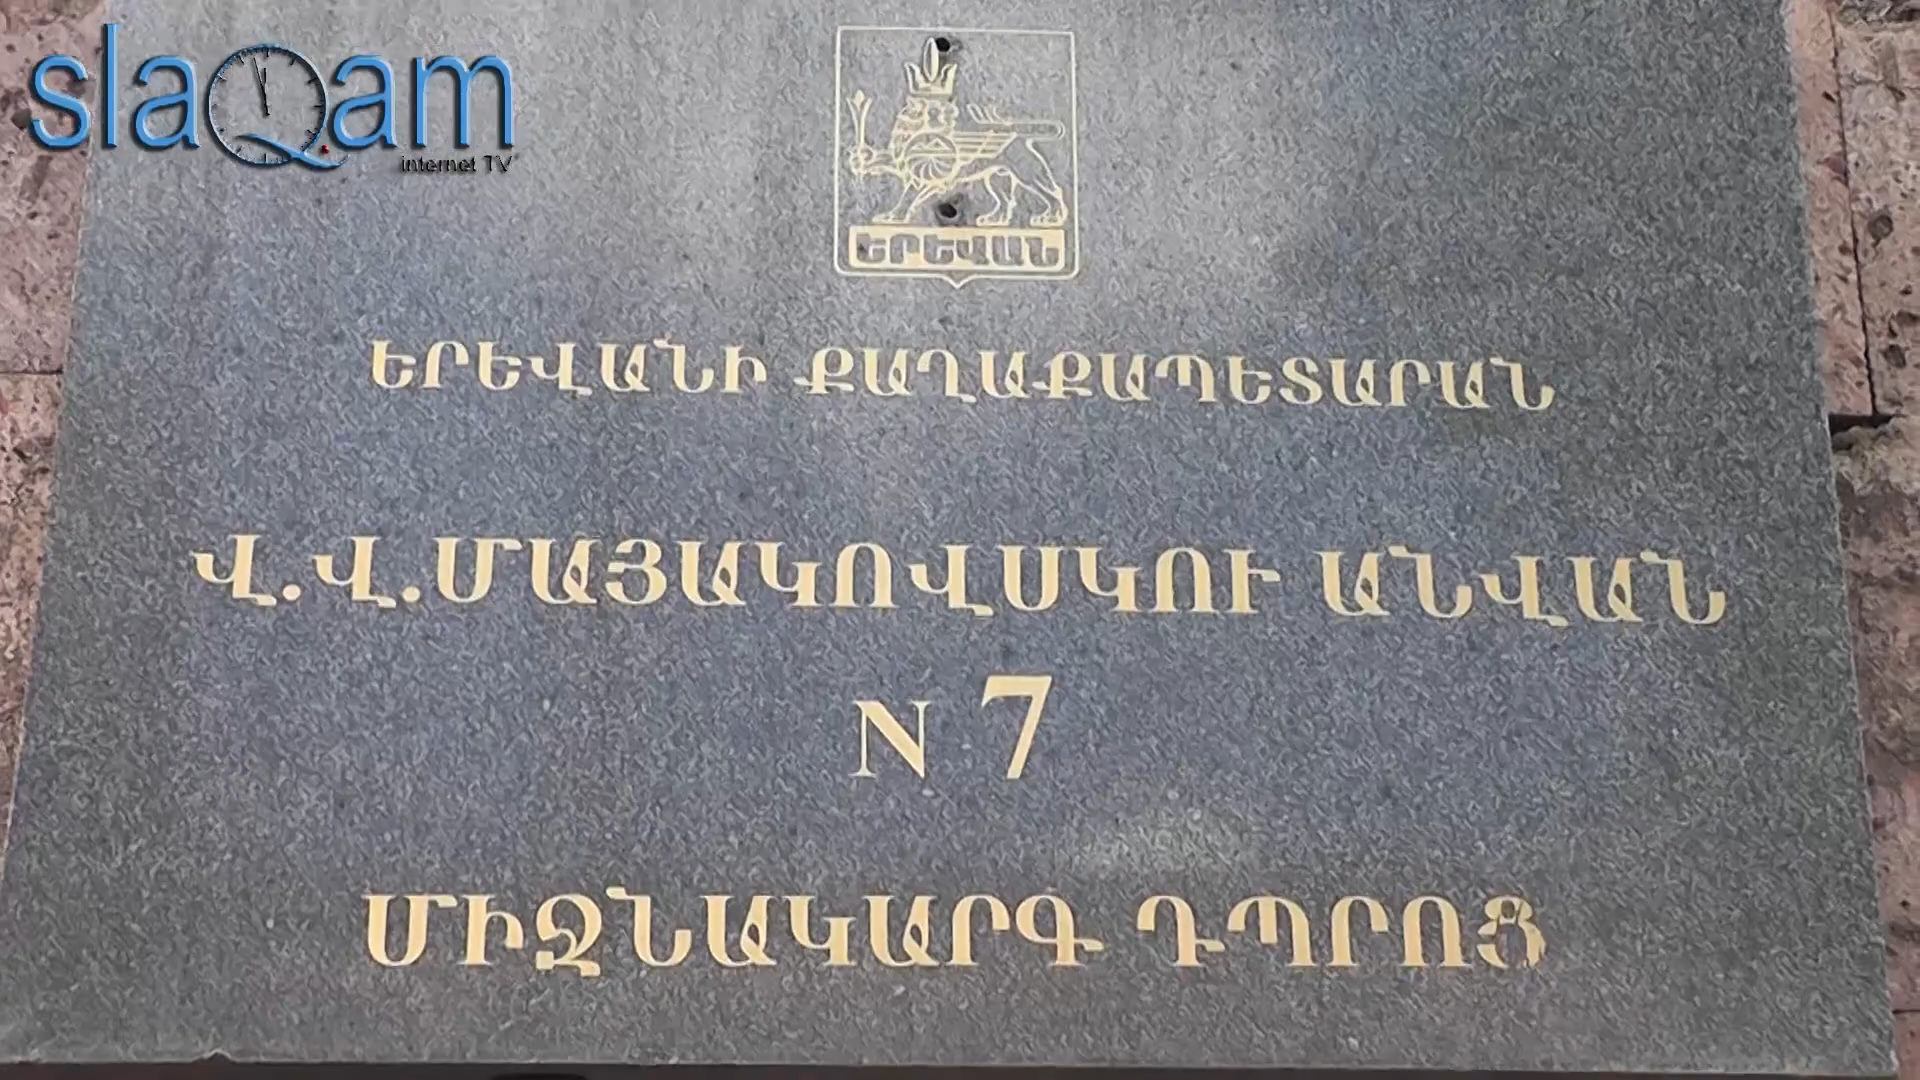 slaQam
internet TV
ԵՐԵՎԱՆ
ԵՐԵՎԱՆԻ ՔԱՂԱՔԱՊԵՏԱՐԱՆ
Վ.Վ.ՄԱՅԱԿՈՎՍԿՈՒ ԱՆՎԱՆ
N 7
ՄԻՋՆԱԿԱՐԳ ԴՊՐՈՑ